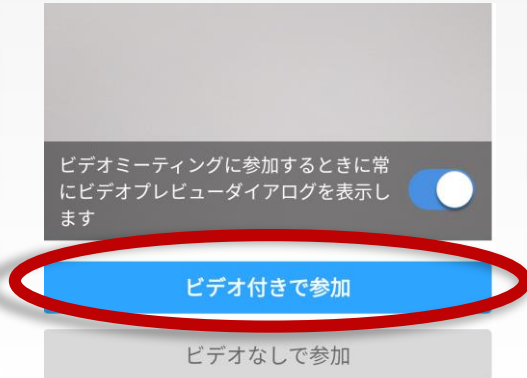 ビデオミーティングに参加するときに常
にビデオプレビューダイアログを表示し
ます
ビデオ付きで参加
ビデオなしで参加